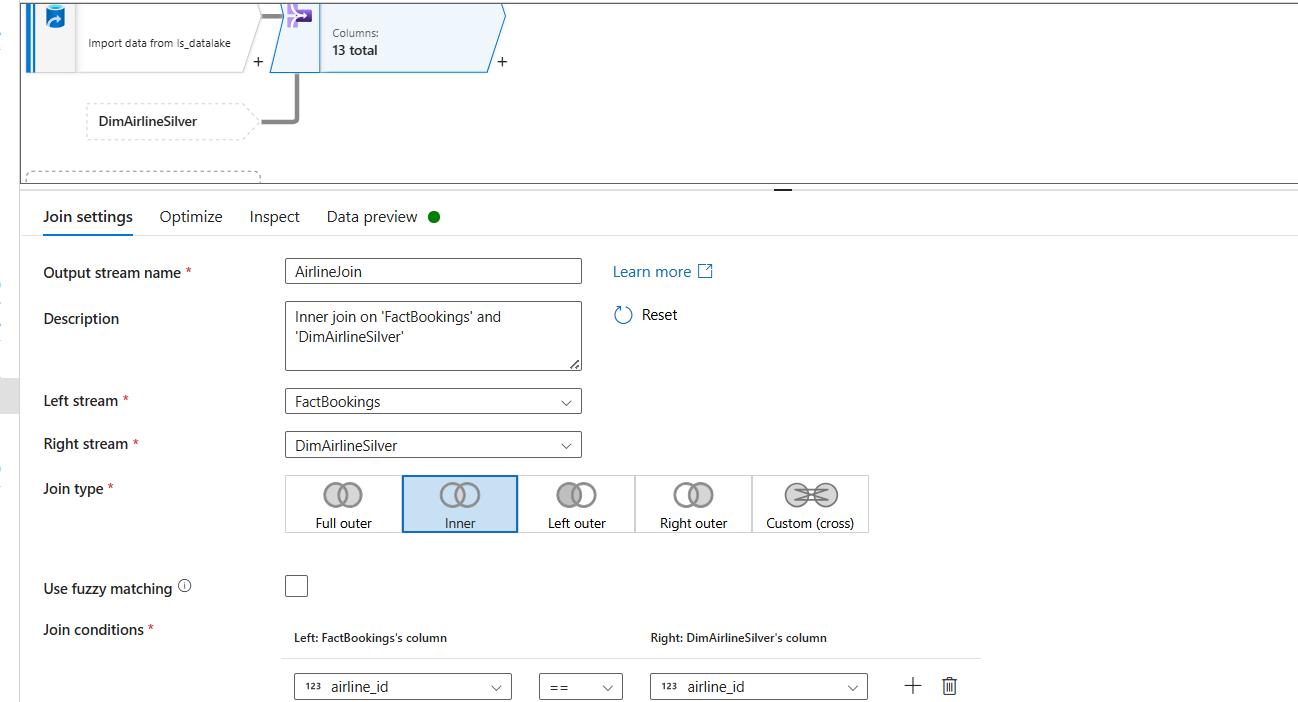 Import data from ls_datalake
+
Columns:
13 total
+
DimAirlineSilver
Join settings
Optimize
Inspect
Data preview
Output stream name *
AirlineJoin
Learn more
Description
Inner join on 'FactBookings' and
'DimAirlineSilver'
Reset
Left stream *
FactBookings
Right stream *
DimAirlineSilver
Join type *
Full outer
Inner
Left outer
Right outer
Custom (cross)
Use fuzzy matching
Join conditions *
Left: FactBookings's column
Right: DimAirlineSilver's column
123 airline_id
==
123 airline_id